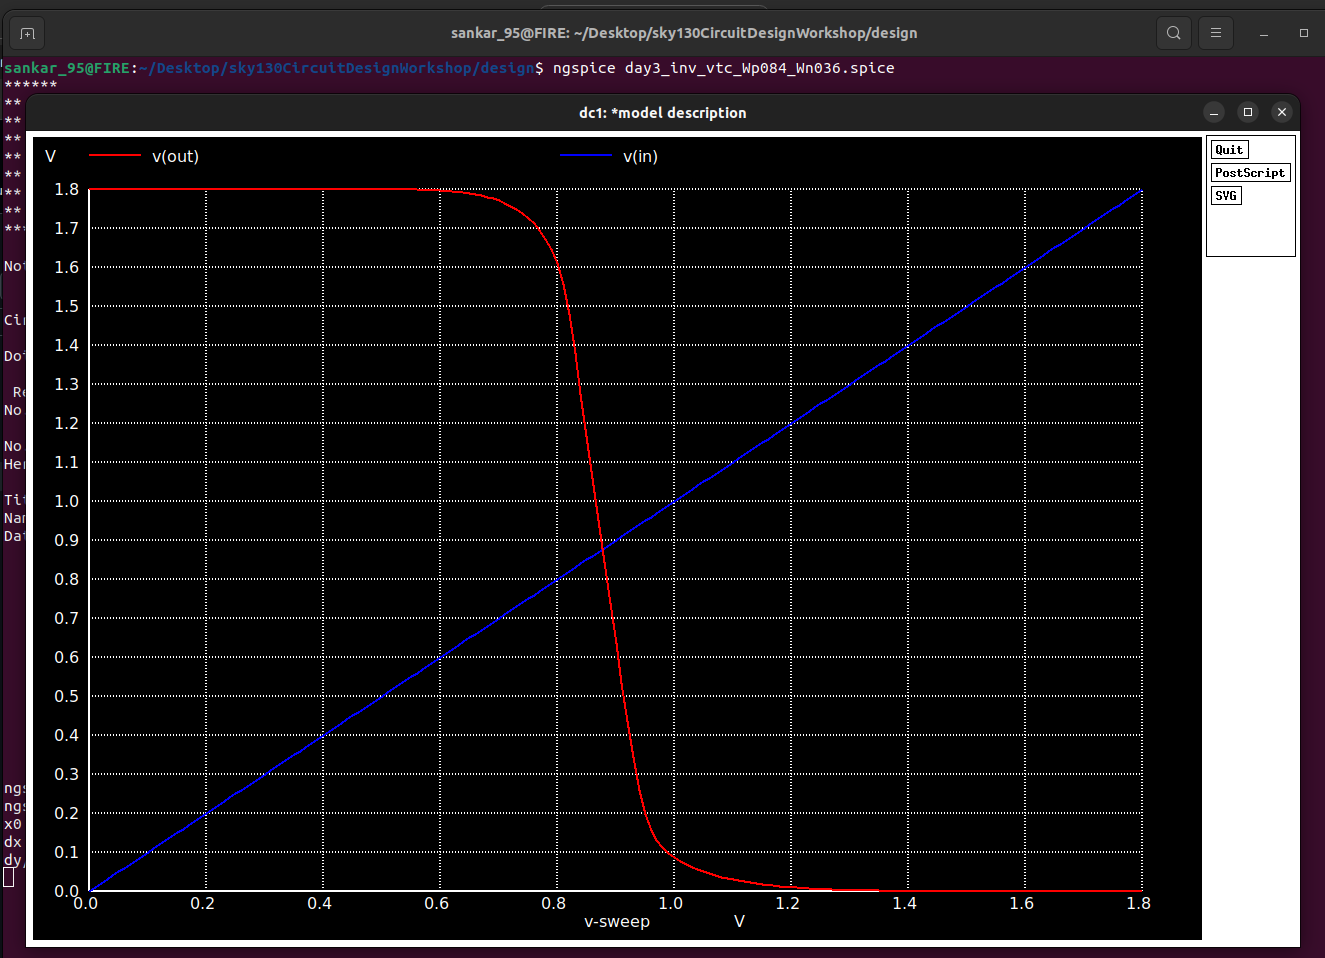 sankar_95@FIRE: ~/Desktop/sky130CircuitDesignWorkshop/design
sankar_95@FIRE:~/Desktop/sky130CircuitDesignWorkshop/design$ ngspice day3_inv_vtc_Wp084_Wn036.spice
******
**
**
**
**
**
**
**
dc1: *model description
V v(out) v(in)
Quit
PostScript
SVG
1.8
1.7
1.6
1.5
1.4
1.3
1.2
1.1
1.0
0.9
0.8
0.7
0.6
0.5
0.4
0.3
0.2
0.1
0.0
0.0 0.2 0.4 0.6 0.8 1.0 1.2 1.4 1.6 1.8
v-sweep V
No
No
x0
dx